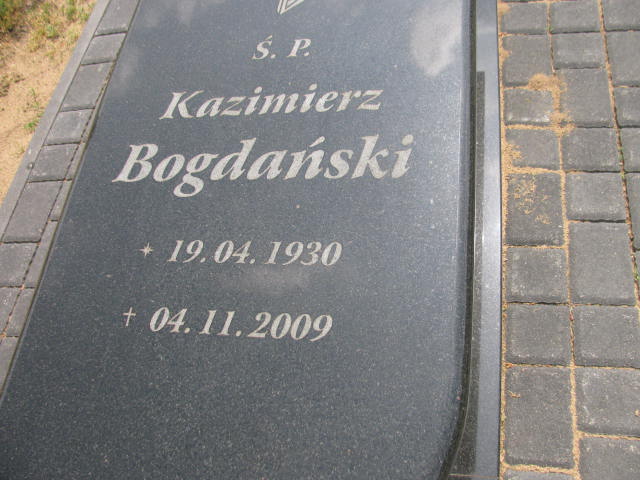 Ś. P.
Kazimierz
Bogdański
✶ 19.04.1930
† 04.11.2009